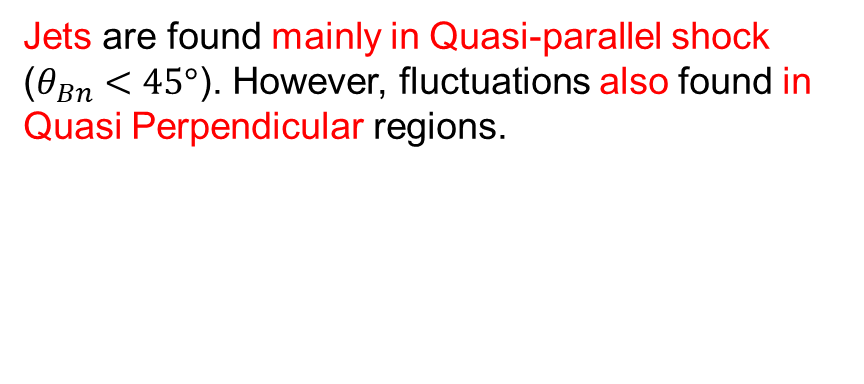 Jets are found mainly in Quasi-parallel shock
(θ_Bn < 45°). However, fluctuations also found in
Quasi Perpendicular regions.